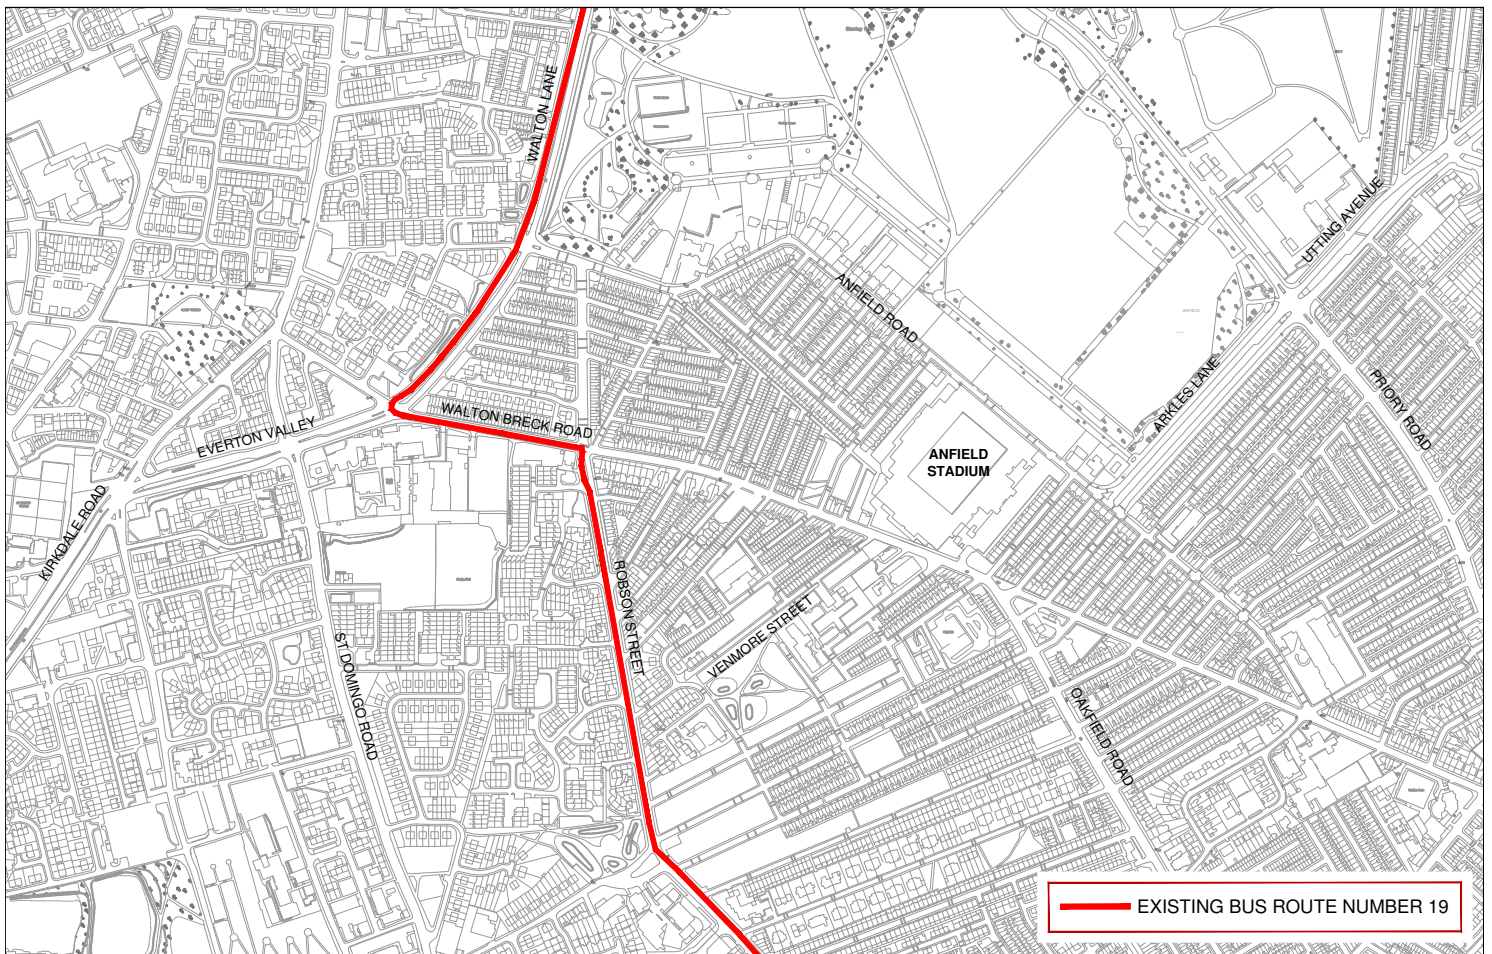 WALTON LANE
UTTING AVENUE
ANFIELD ROAD
PRIORY ROAD
ARKLES LANE
WALTON BRECK ROAD
EVERTON VALLEY
ANFIELD
STADIUM
KIRKDALE ROAD
ROBSON STREET
VENMORE STREET
ST DOMINGO ROAD
OAKFIELD ROAD
EXISTING BUS ROUTE NUMBER 19